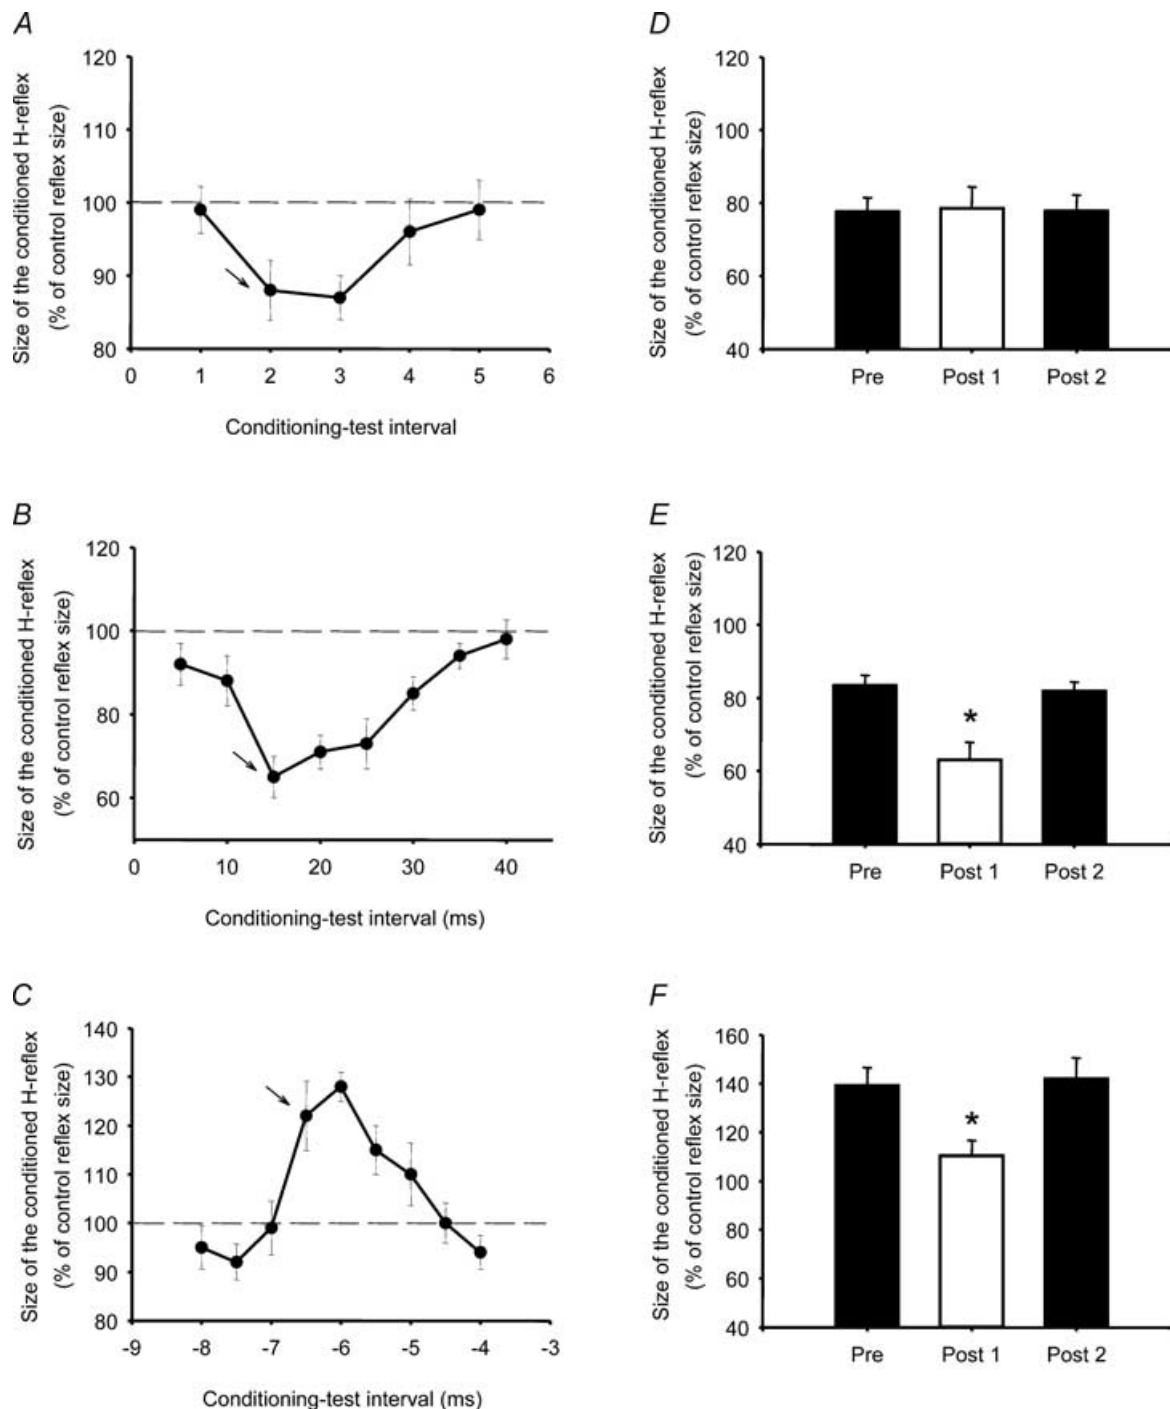 A
Size of the conditioned H-reflex
(% of control reflex size)
120
110
100
90
80
0 1 2 3 4 5 6
Conditioning-test interval
D
Size of the conditioned H-reflex
(% of control reflex size)
120
100
80
60
40
Pre Post 1 Post 2
B
Size of the conditioned H-reflex
(% of control reflex size)
120
100
80
60
0 10 20 30 40
Conditioning-test interval (ms)
E
Size of the conditioned H-reflex
(% of control reflex size)
120
100
80
60
40
*
Pre Post 1 Post 2
C
Size of the conditioned H-reflex
(% of control reflex size)
140
130
120
110
100
90
80
-9 -8 -7 -6 -5 -4 -3
Conditioning-test interval (ms)
F
Size of the conditioned H-reflex
(% of control reflex size)
160
140
120
100
80
60
40
*
Pre Post 1 Post 2